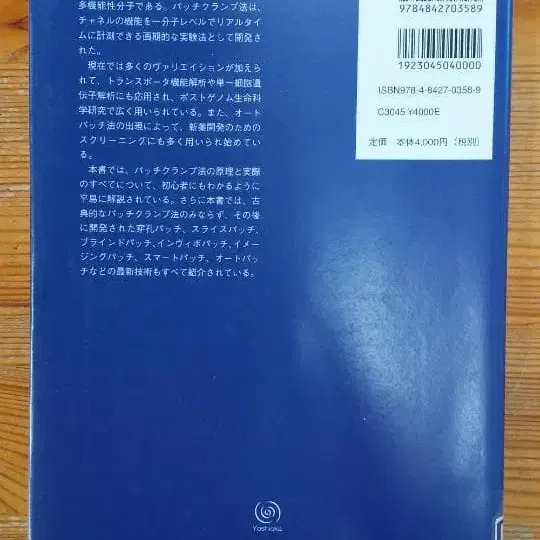 多機能性分子である。パッチクランプ法は、
チャネルの機能を一分子レベルでリアルタイ
ムに計測できる画期的な実験法として開発さ
れた。
現在では多くのヴァリエイションが加えら
れて、トランスポータ機能解析や単一細胞遺
伝子解析にも応用され、ポストゲノム生命科
学研究で広く用いられている。また、オート
パッチ法の出現によって、新薬開発のための
スクリーニングにも多く用いられ始めてい
る。
本書では、パッチクランプ法の原理と実際
のすべてについて、初心者にもわかるように
平易に解説されている。さらに本書では、古
典的なパッチクランプ法のみならず、その後
に開発された穿孔パッチ、スライスパッチ、
ブラインドパッチ、インヴィボパッチ、イメー
ジングパッチ、スマートパッチ、オートパッ
チなどの最新技術もすべて紹介されている。
9784842703589
1923045040000
ISBN978-4-8427-0358-9
C3045 ¥4000E
定価 本体4,000円（税別）
Yoshioka